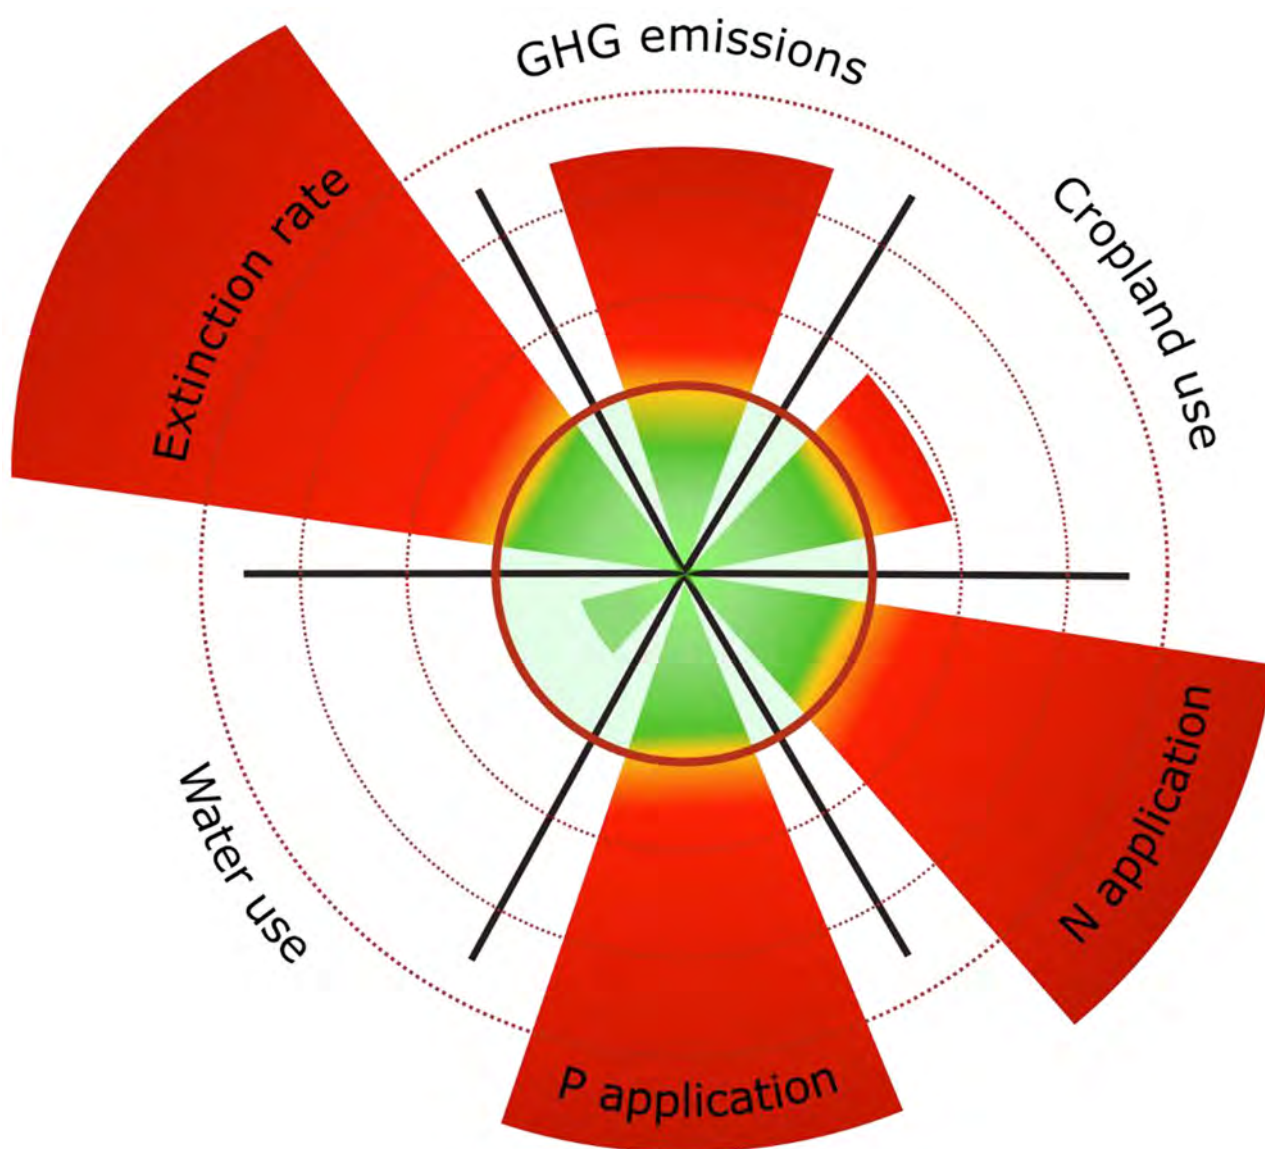 GHG emissions
Cropland use
Extinction rate
N application
Water use
P application